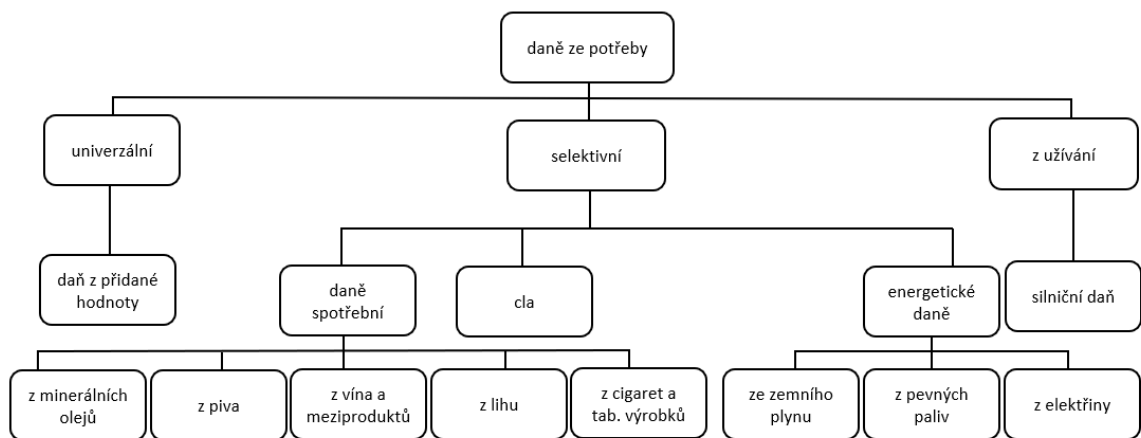 daně ze potřeby
univerzální
selektivní
z užívání
daň z přidané
hodnoty
daně
spotřební
cla
energetické
daně
silniční daň
z minerálních
olejů
z piva
z vína a
meziproduktů
z lihu
z cigaret a
tab. výrobků
ze zemního
plynu
z pevných
paliv
z elektřiny